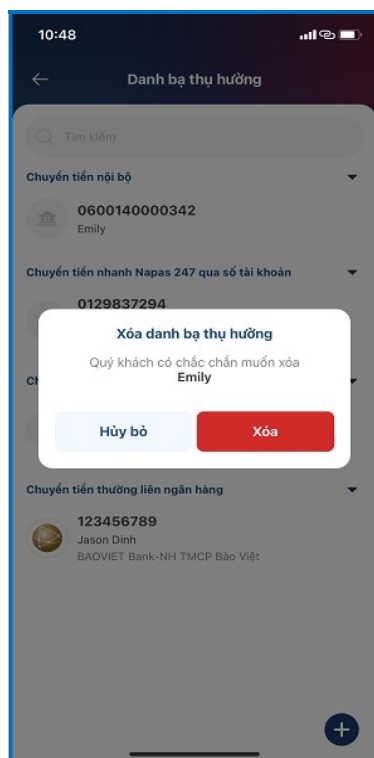 10:48
Danh bạ thụ hưởng
Tìm kiếm
Chuyển tiền nội bộ
0600140000342
Emily
Chuyển tiền nhanh Napas 247 qua số tài khoản
0129837294
Xóa danh bạ thụ hưởng
Quý khách có chắc chắn muốn xóa
Emily
Hủy bỏ
Xóa
Chuyển tiền thường liên ngân hàng
123456789
Jason Dinh
BAOVIET Bank-NH TMCP Bảo Việt